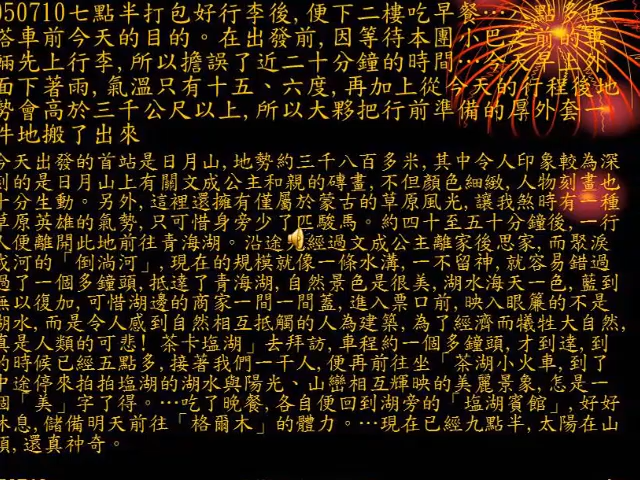 050710七點半打包好行李後,便下二樓吃早餐…八點多便
搭車前今天的目的。在出發前,因等待本團小巴 前的車
輛先上行李,所以擔誤了近二十分鐘的時間…今天早上外
面下著雨,氣溫只有十五、六度,再加上從今天的行程後地
勢會高於三千公尺以上,所以大夥把行前準備的厚外套一
件地搬了出來
今天出發的首站是日月山,地勢約三千八百多米,其中令人印象較為深
刻的是日月山上有關文成公主和親的磚畫,不但顏色細緻,人物刻畫也
十分生動。另外,這裡還擁有僅屬於蒙古的草原風光,讓我煞時有一種
草原英雄的氣勢,只可惜身旁少了匹駿馬。約四十至五十分鐘後,一行
人便離開此地前往青海湖。沿途 經過文成公主離家後思家,而聚淚
成河的「倒淌河」,現在的規模就像一條水溝,一不留神,就容易錯過
過了一個多鐘頭,抵達了青海湖,自然景色是很美,湖水海天一色,藍到
無以復加,可惜湖邊的商家一間一間蓋,進入票口前,映入眼簾的不是
湖水,而是令人感到自然相互抵觸的人為建築,為了經濟而犧牲大自然,
真是人類的可悲!茶卡塩湖」去拜訪,車程約一個多鐘頭,才到達,到
的時候已經五點多,接著我們一干人,便再前往坐「茶湖小火車,到了
中途停來拍拍塩湖的湖水與陽光、山巒相互輝映的美麗景象,怎是一
個「美」字了得。…吃了晚餐,各自便回到湖旁的「塩湖賓館」,好好
休息,儲備明天前往「格爾木」的體力。…現在已經九點半,太陽在山
頂,還真神奇。